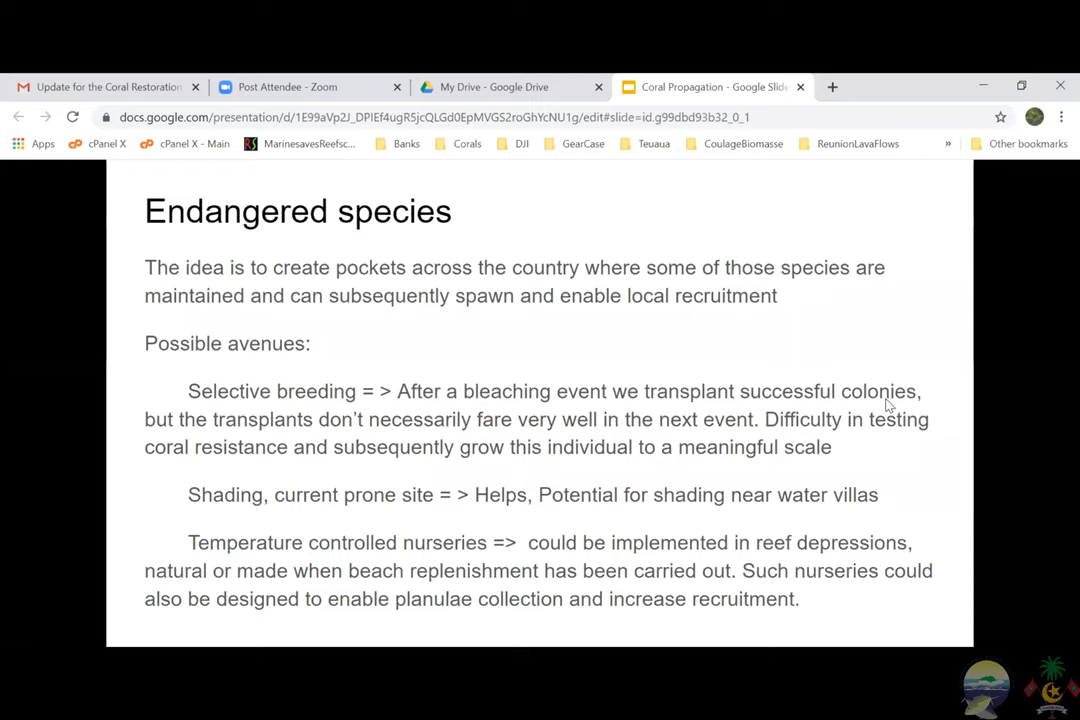 Update for the Coral Restoration
Post Attendee - Zoom
My Drive - Google Drive
Coral Propagation - Google Slide
docs.google.com/presentation/d/1E99aVp2J_DPIEf4ugR5jcQLGd0EpMVGS2roGhYcNU1g/edit#slide=id.g99dbd93b32_0_1
Apps
cPanel X
cPanel X - Main
MarinesavesReefsc...
Banks
Corals
DJI
GearCase
Teuaua
CoulageBiomasse
ReunionLavaFlows
»
Other bookmarks
Endangered species
The idea is to create pockets across the country where some of those species are
maintained and can subsequently spawn and enable local recruitment
Possible avenues:
Selective breeding = > After a bleaching event we transplant successful colonies,
but the transplants don't necessarily fare very well in the next event. Difficulty in testing
coral resistance and subsequently grow this individual to a meaningful scale
Shading, current prone site = > Helps, Potential for shading near water villas
Temperature controlled nurseries => could be implemented in reef depressions,
natural or made when beach replenishment has been carried out. Such nurseries could
also be designed to enable planulae collection and increase recruitment.